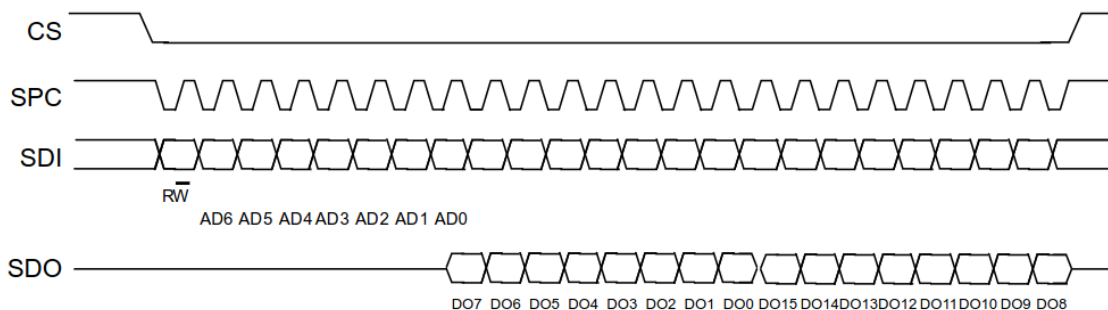 CS
SPC
SDI
RW
AD6 AD5 AD4 AD3 AD2 AD1 AD0
SDO
DO7 DO6 DO5 DO4 DO3 DO2 DO1 DO0 DO15 DO14 DO13 DO12 DO11 DO10 DO9 DO8